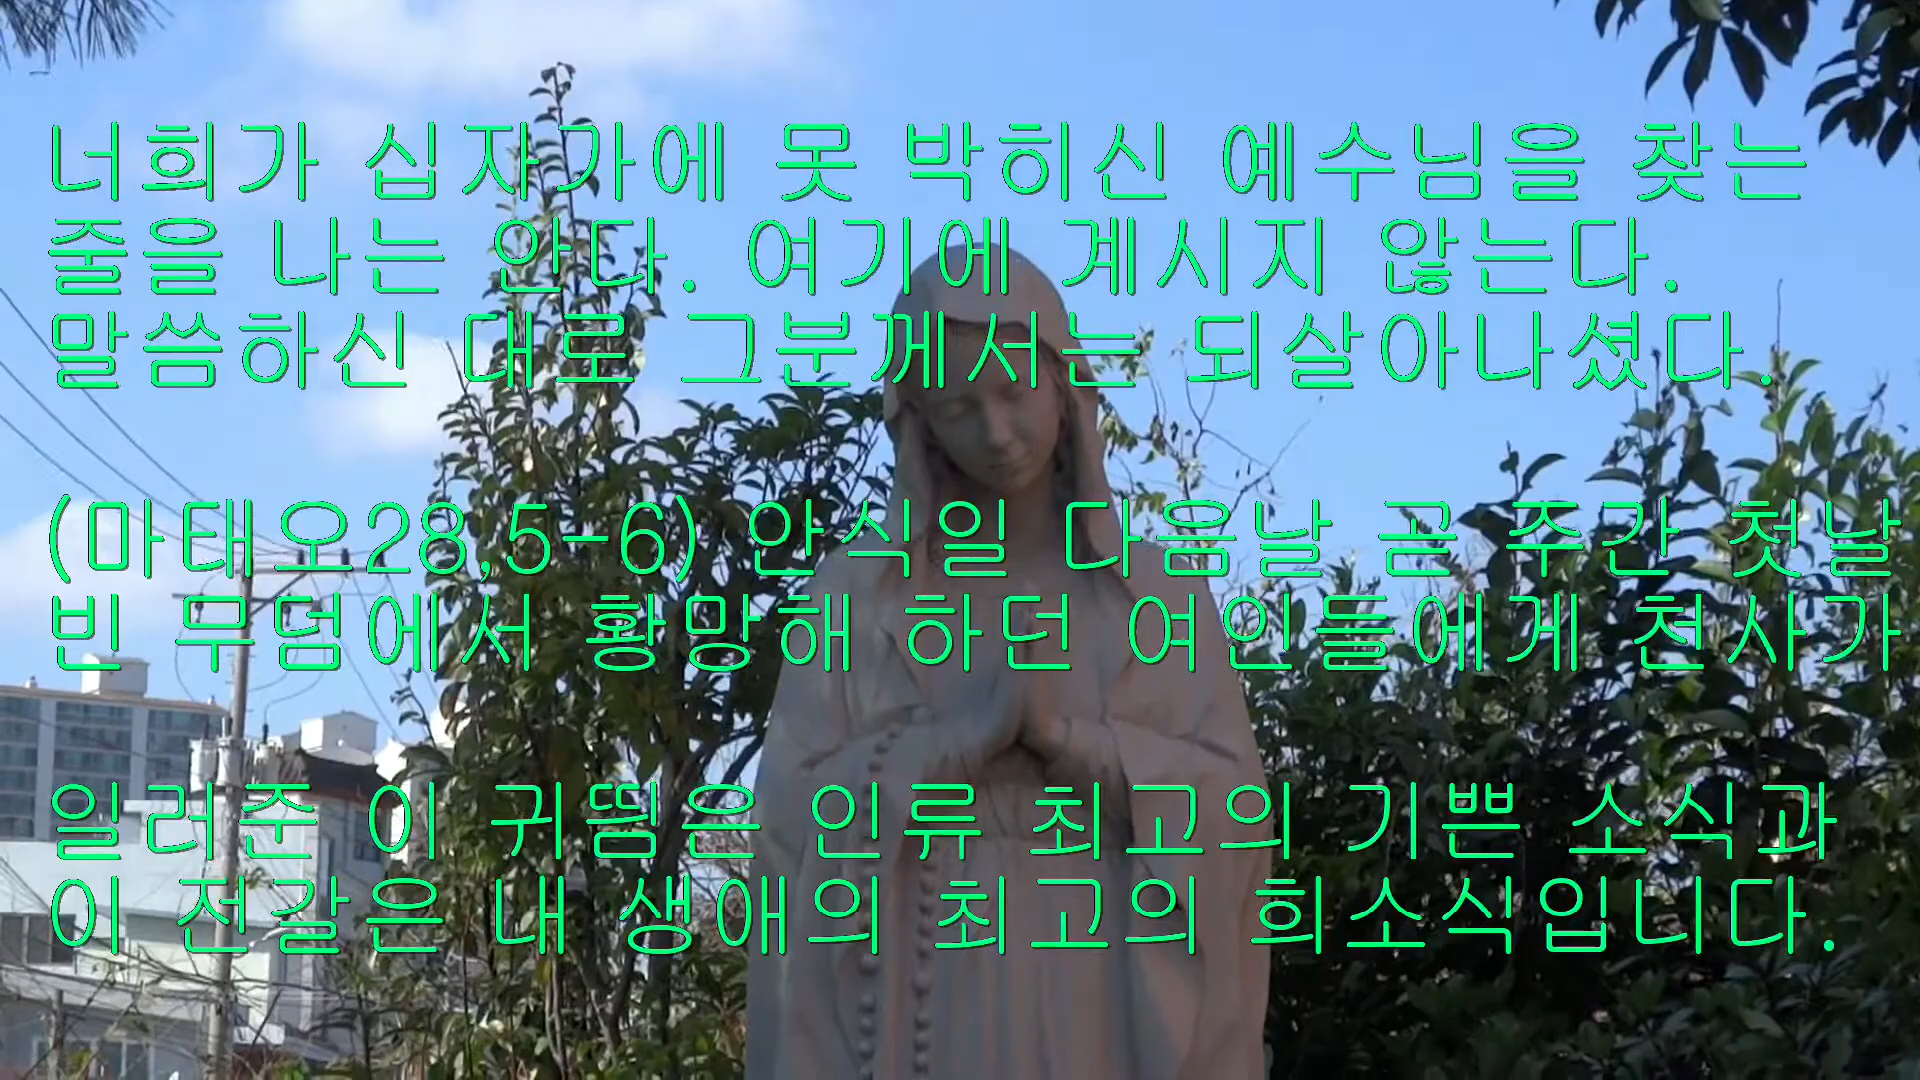 너희가 십자가에 못 박히신 예수님을 찾는
줄을 나는 안다. 여기에 계시지 않는다.
말씀하신 대로 그분께서는 되살아나셨다.
(마태오28,5-6) 안식일 다음날 곧 주간 첫날
빈 무덤에서 황망해 하던 여인들에게 천사가
일러준 이 귀띔은 인류 최고의 기쁜 소식과
이 전갈은 내 생애의 최고의 희소식입니다.